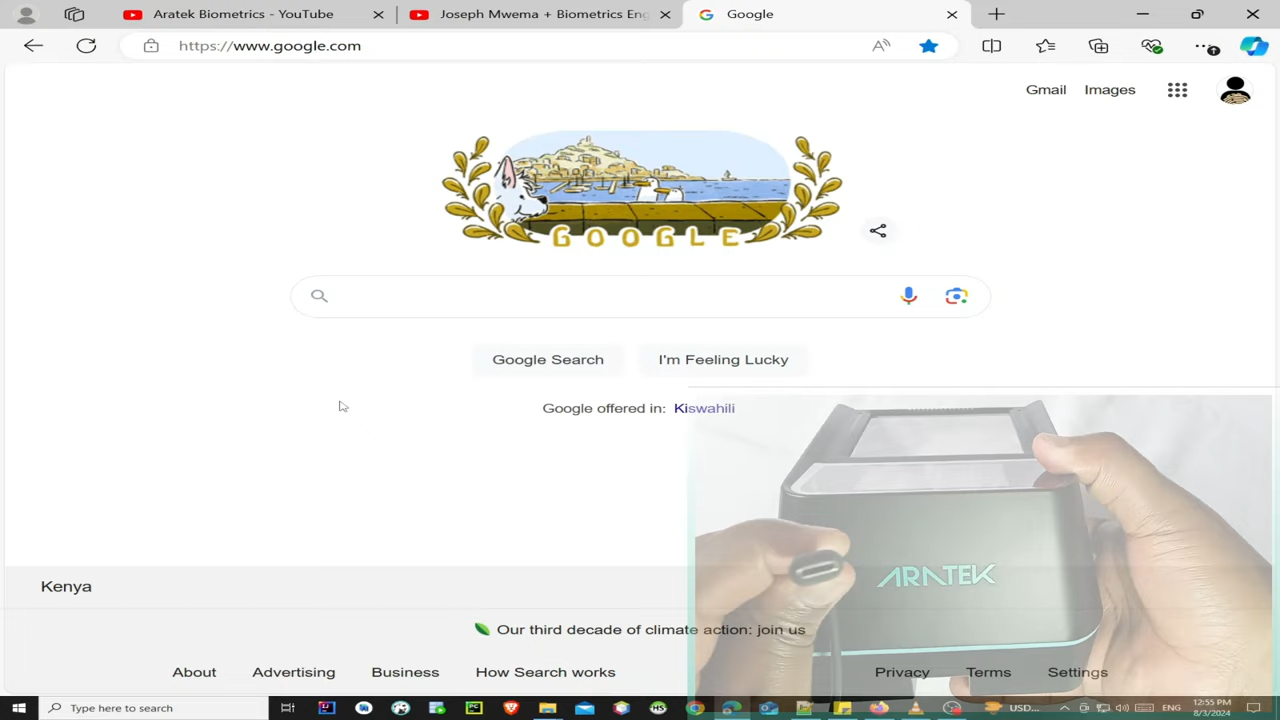 Aratek Biometrics - YouTube
Joseph Mwema + Biometrics Eng
Google
https://www.google.com
Gmail
Images
GOOGLE
Google Search
I'm Feeling Lucky
Google offered in: Kiswahili
ARATEK
Kenya
Our third decade of climate action: join us
About
Advertising
Business
How Search works
Privacy
Terms
Settings
Type here to search
USD...
ENG
12:55 PM
8/3/2024